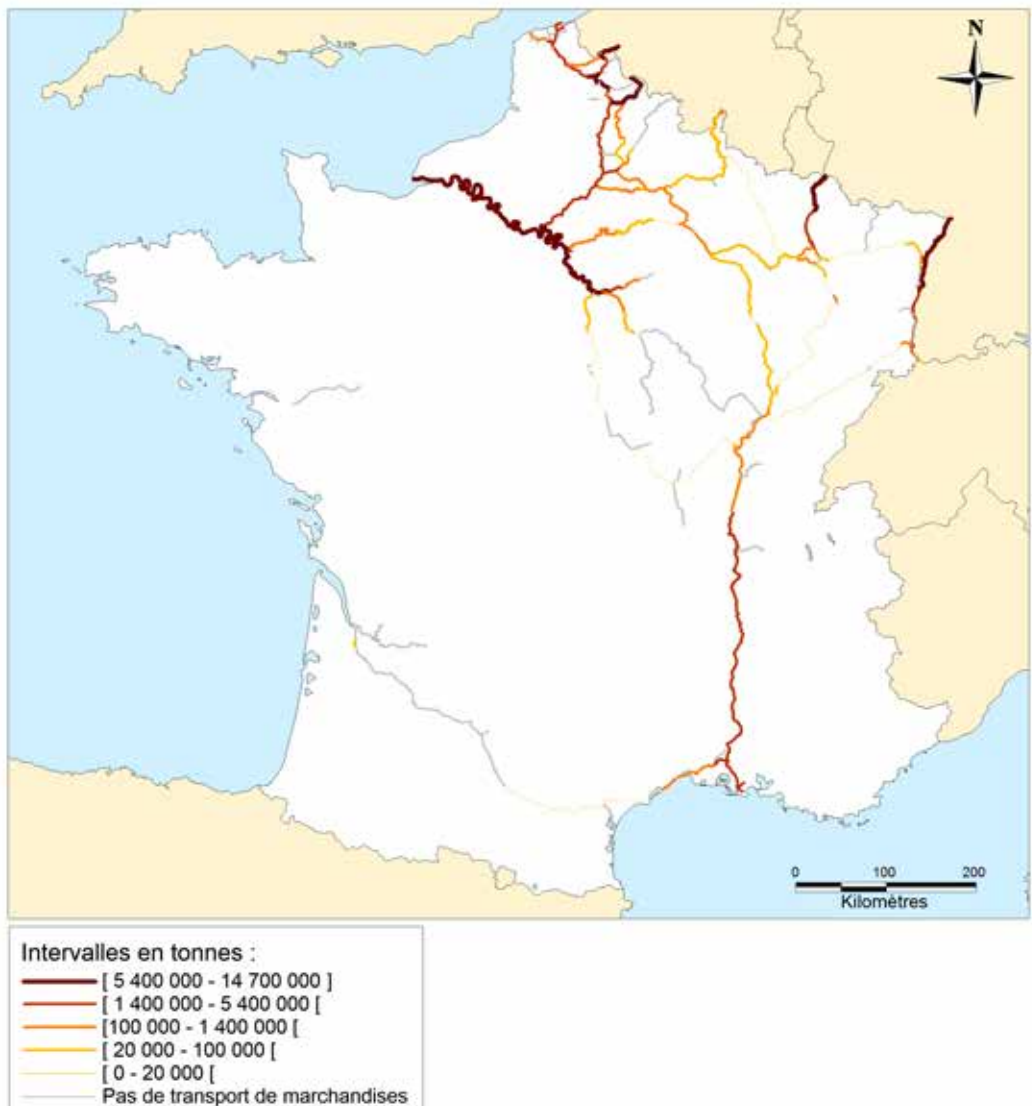 N
0 100 200
Kilomètres
Intervalles en tonnes :
[ 5 400 000 - 14 700 000 ]
[ 1 400 000 - 5 400 000 [
[100 000 - 1 400 000 [
[ 20 000 - 100 000 [
[ 0 - 20 000 [
Pas de transport de marchandises